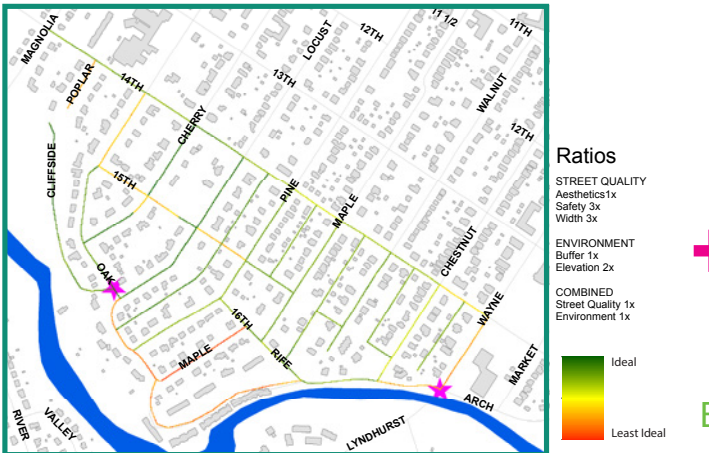 MAGNOLIA
LOCUST
12TH
11 1/2
11TH
POPLAR
14TH
13TH
WALNUT
CHERRY
12TH
CLIFFSIDE
15TH
PINE
MAPLE
CHESTNUT
OAK
WAYNE
16TH
MAPLE
RIFE
MARKET
ARCH
RIVER
VALLEY
LYNDHURST
Ratios
STREET QUALITY
Aesthetics1x
Safety 3x
Width 3x
ENVIRONMENT
Buffer 1x
Elevation 2x
COMBINED
Street Quality 1x
Environment 1x
Ideal
Least Ideal